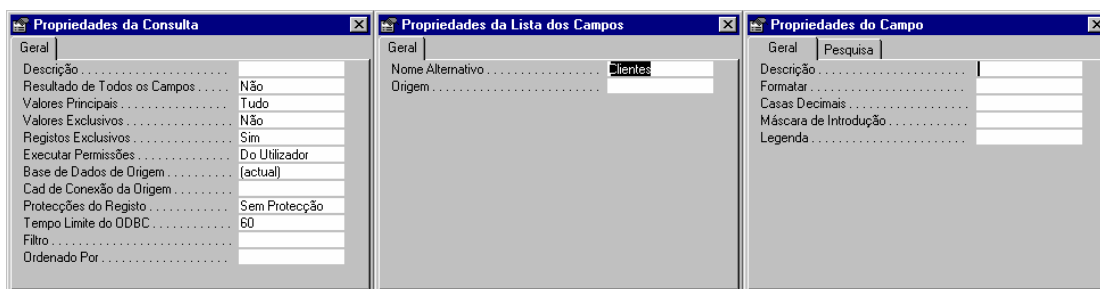 Propriedades da Consulta
Geral
Descrição
Resultado de Todos os Campos Não
Valores Principais Tudo
Valores Exclusivos Não
Registos Exclusivos Sim
Executar Permissões Do Utilizador
Base de Dados de Origem (actual)
Cad de Conexão da Origem
Protecções do Registo Sem Protecção
Tempo Limite do ODBC 60
Filtro
Ordenado Por
Propriedades da Lista dos Campos
Geral
Nome Alternativo Clientes
Origem
Propriedades do Campo
Geral Pesquisa
Descrição
Formatar
Casas Decimais
Máscara de Introdução
Legenda